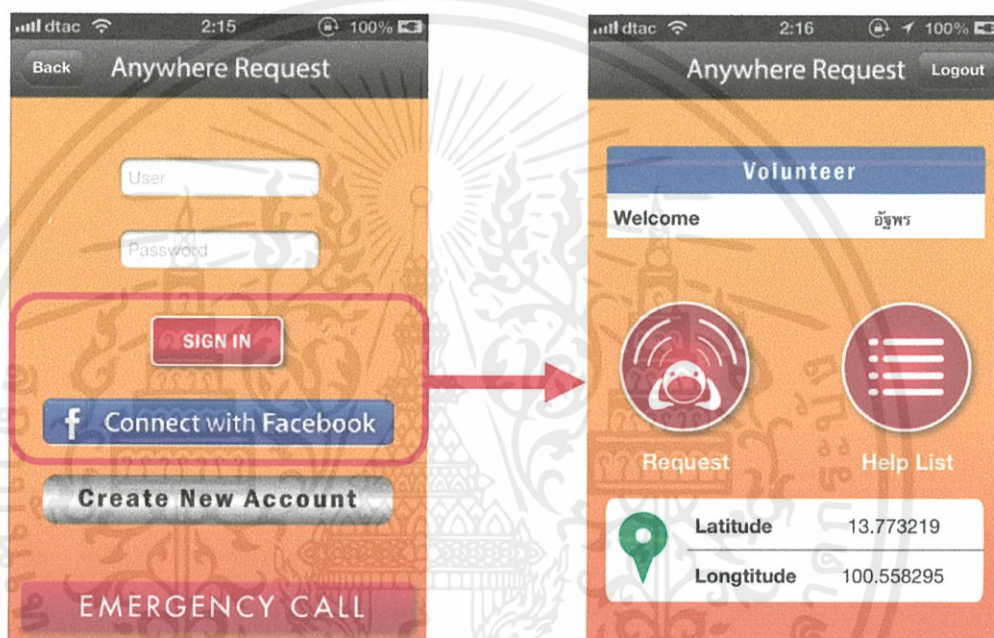 dtac 2:15 100%
Back Anywhere Request
User
Password
SIGN IN
f Connect with Facebook
Create New Account
EMERGENCY CALL
dtac 2:16 100%
Anywhere Request Logout
Volunteer
Welcome อัฐพร
Request Help List
Latitude 13.773219
Longtitude 100.558295